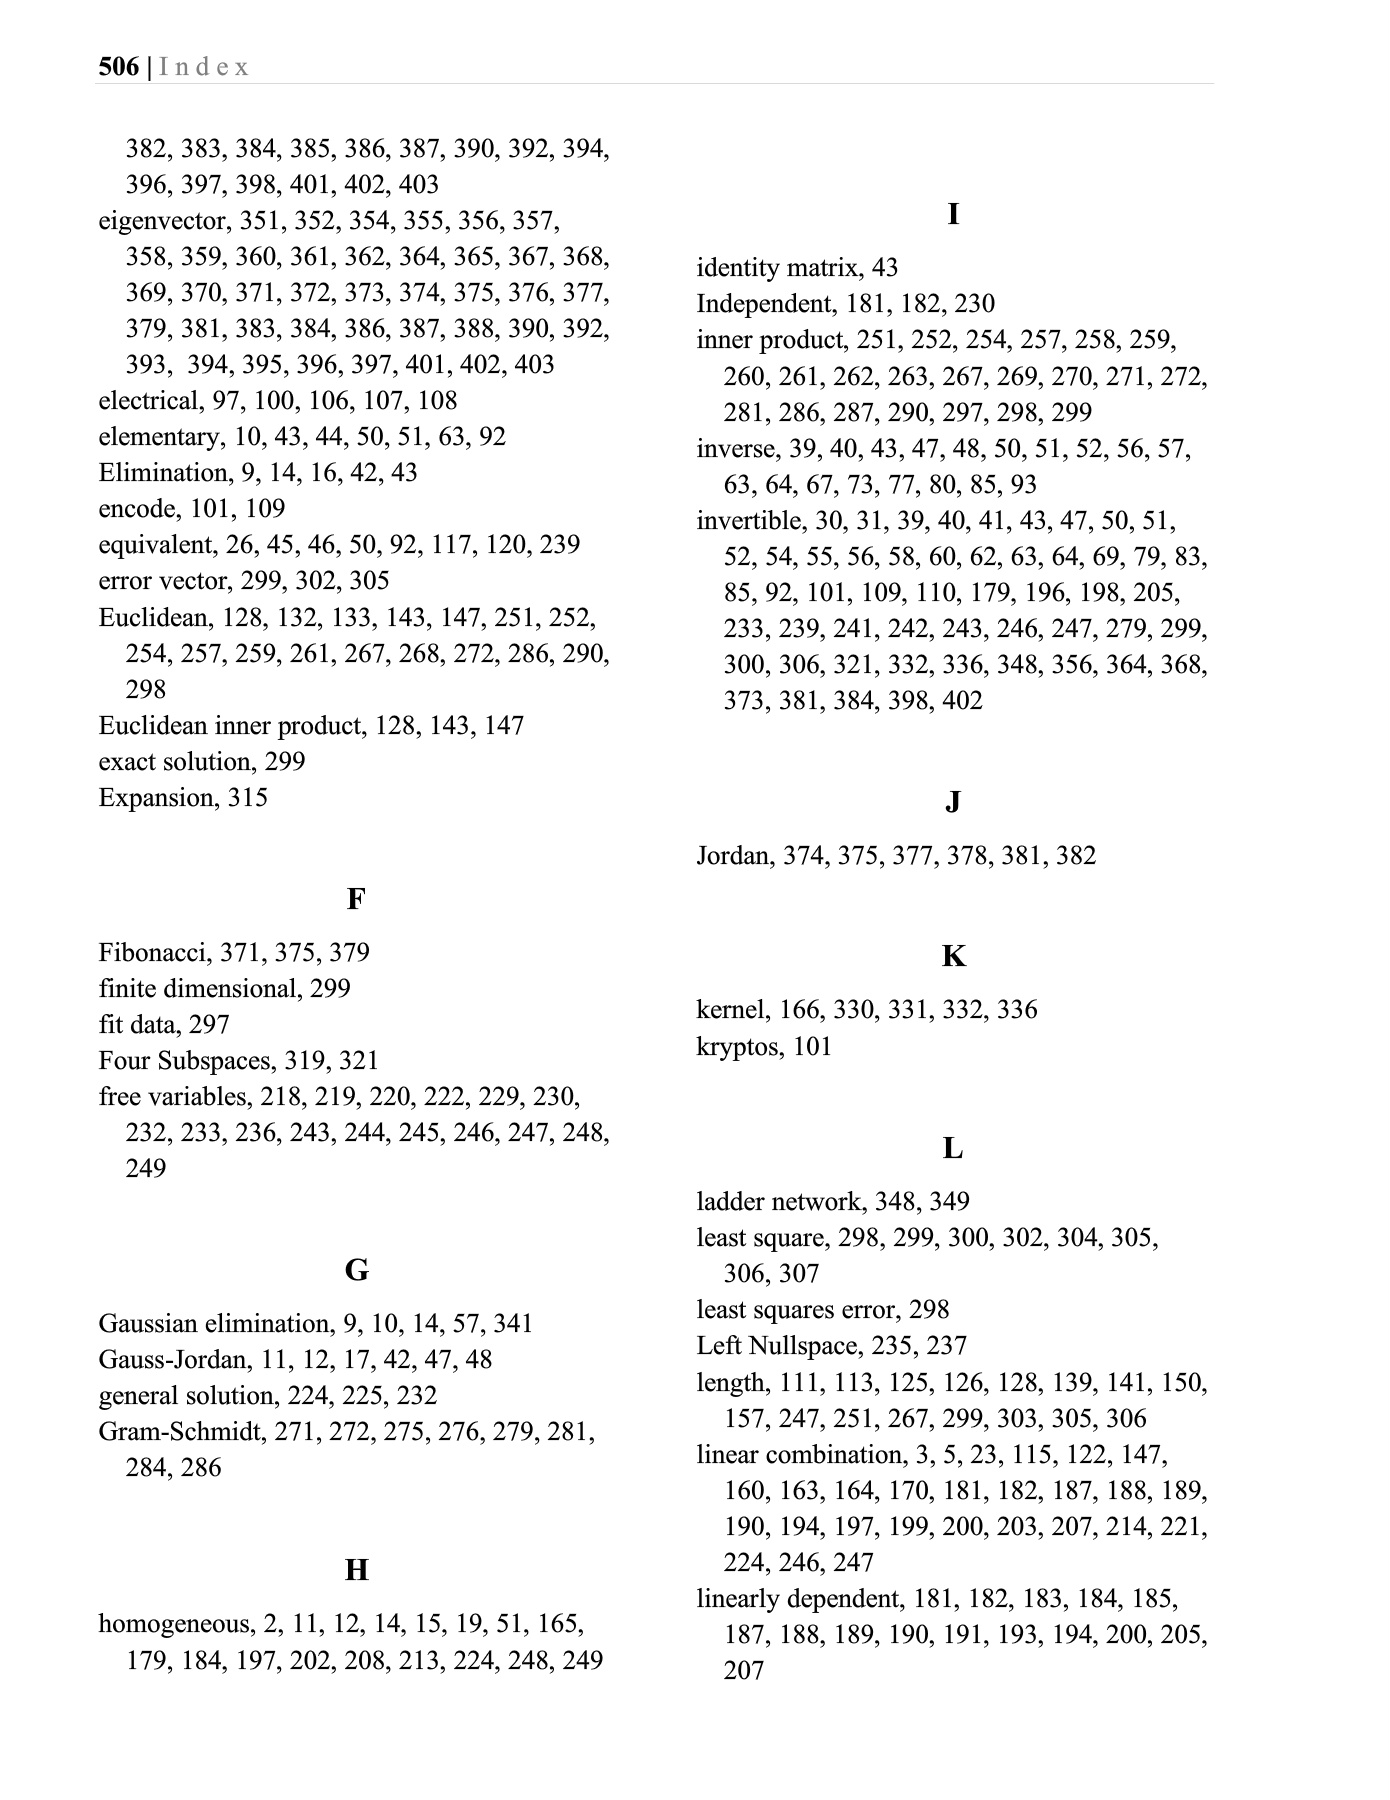 506 | Index
382, 383, 384, 385, 386, 387, 390, 392, 394,
396, 397, 398, 401, 402, 403
eigenvector, 351, 352, 354, 355, 356, 357,
358, 359, 360, 361, 362, 364, 365, 367, 368,
369, 370, 371, 372, 373, 374, 375, 376, 377,
379, 381, 383, 384, 386, 387, 388, 390, 392,
393, 394, 395, 396, 397, 401, 402, 403
electrical, 97, 100, 106, 107, 108
elementary, 10, 43, 44, 50, 51, 63, 92
Elimination, 9, 14, 16, 42, 43
encode, 101, 109
equivalent, 26, 45, 46, 50, 92, 117, 120, 239
error vector, 299, 302, 305
Euclidean, 128, 132, 133, 143, 147, 251, 252,
254, 257, 259, 261, 267, 268, 272, 286, 290,
298
Euclidean inner product, 128, 143, 147
exact solution, 299
Expansion, 315
F
Fibonacci, 371, 375, 379
finite dimensional, 299
fit data, 297
Four Subspaces, 319, 321
free variables, 218, 219, 220, 222, 229, 230,
232, 233, 236, 243, 244, 245, 246, 247, 248,
249
G
Gaussian elimination, 9, 10, 14, 57, 341
Gauss-Jordan, 11, 12, 17, 42, 47, 48
general solution, 224, 225, 232
Gram-Schmidt, 271, 272, 275, 276, 279, 281,
284, 286
H
homogeneous, 2, 11, 12, 14, 15, 19, 51, 165,
179, 184, 197, 202, 208, 213, 224, 248, 249
I
identity matrix, 43
Independent, 181, 182, 230
inner product, 251, 252, 254, 257, 258, 259,
260, 261, 262, 263, 267, 269, 270, 271, 272,
281, 286, 287, 290, 297, 298, 299
inverse, 39, 40, 43, 47, 48, 50, 51, 52, 56, 57,
63, 64, 67, 73, 77, 80, 85, 93
invertible, 30, 31, 39, 40, 41, 43, 47, 50, 51,
52, 54, 55, 56, 58, 60, 62, 63, 64, 69, 79, 83,
85, 92, 101, 109, 110, 179, 196, 198, 205,
233, 239, 241, 242, 243, 246, 247, 279, 299,
300, 306, 321, 332, 336, 348, 356, 364, 368,
373, 381, 384, 398, 402
J
Jordan, 374, 375, 377, 378, 381, 382
K
kernel, 166, 330, 331, 332, 336
kryptos, 101
L
ladder network, 348, 349
least square, 298, 299, 300, 302, 304, 305,
306, 307
least squares error, 298
Left Nullspace, 235, 237
length, 111, 113, 125, 126, 128, 139, 141, 150,
157, 247, 251, 267, 299, 303, 305, 306
linear combination, 3, 5, 23, 115, 122, 147,
160, 163, 164, 170, 181, 182, 187, 188, 189,
190, 194, 197, 199, 200, 203, 207, 214, 221,
224, 246, 247
linearly dependent, 181, 182, 183, 184, 185,
187, 188, 189, 190, 191, 193, 194, 200, 205,
207